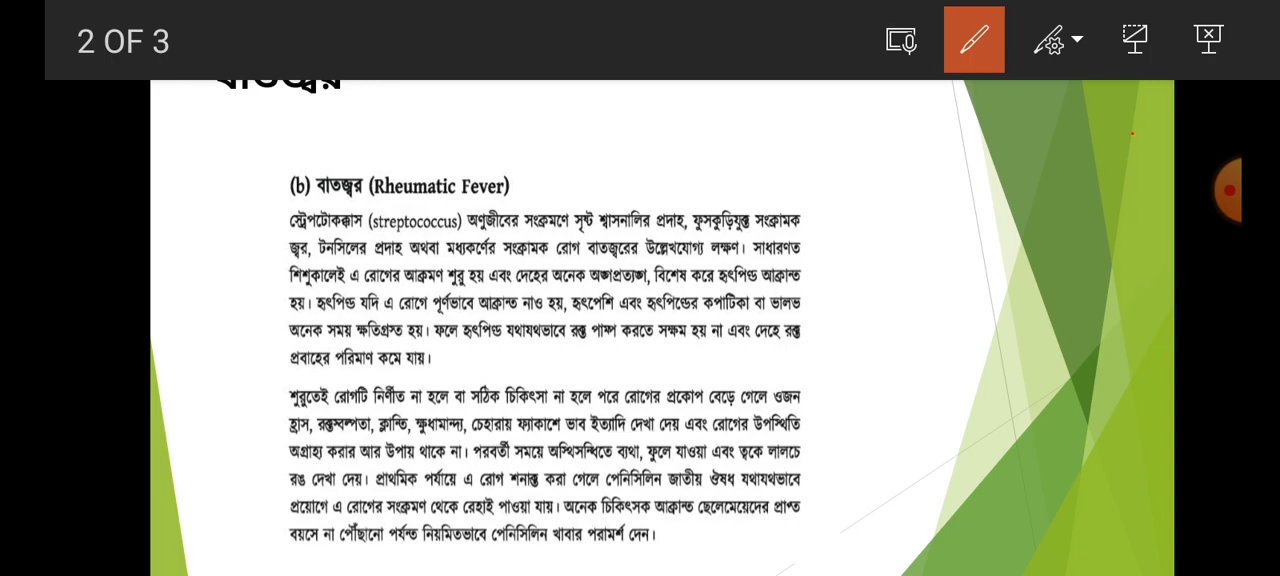 2 OF 3
বাতজ্বর
(b) বাতজ্বর (Rheumatic Fever)
স্ট্রেপটোকক্কাস (streptococcus) অণুজীবের সংক্রমণে সৃষ্ট শ্বাসনালির প্রদাহ, ফুসকুড়িযুক্ত সংক্রামক
জ্বর, টনসিলের প্রদাহ অথবা মধ্যকর্ণের সংক্রামক রোগ বাতজ্বরের উল্লেখযোগ্য লক্ষণ। সাধারণত
শিশুকালেই এ রোগের আক্রমণ শুরু হয় এবং দেহের অনেক অঙ্গপ্রত্যঙ্গ, বিশেষ করে হৃৎপিন্ড আক্রান্ত
হয়। হৃৎপিন্ড যদি এ রোগে পূর্ণভাবে আক্রান্ত নাও হয়, হৃৎপেশি এবং হৃৎপিন্ডের কপাটিকা বা ভালভ
অনেক সময় ক্ষতিগ্রস্ত হয়। ফলে হৃৎপিন্ড যথাযথভাবে রক্ত পাম্প করতে সক্ষম হয় না এবং দেহে রক্ত
প্রবাহের পরিমাণ কমে যায়।
শুরুতেই রোগটি নির্ণীত না হলে বা সঠিক চিকিৎসা না হলে পরে রোগের প্রকোপ বেড়ে গেলে ওজন
হ্রাস, রক্তস্বল্পতা, ক্লান্তি, ক্ষুধামান্দ্য, চেহারায় ফ্যাকাশে ভাব ইত্যাদি দেখা দেয় এবং রোগের উপস্থিতি
অগ্রাহ্য করার আর উপায় থাকে না। পরবর্তী সময়ে অস্থিসন্ধিতে ব্যথা, ফুলে যাওয়া এবং ত্বকে লালচে
রঙ দেখা দেয়। প্রাথমিক পর্যায়ে এ রোগ শনাক্ত করা গেলে পেনিসিলিন জাতীয় ঔষধ যথাযথভাবে
প্রয়োগে এ রোগের সংক্রমণ থেকে রেহাই পাওয়া যায়। অনেক চিকিৎসক আক্রান্ত ছেলেমেয়েদের প্রাপ্ত
বয়সে না পৌঁছানো পর্যন্ত নিয়মিতভাবে পেনিসিলিন খাবার পরামর্শ দেন।